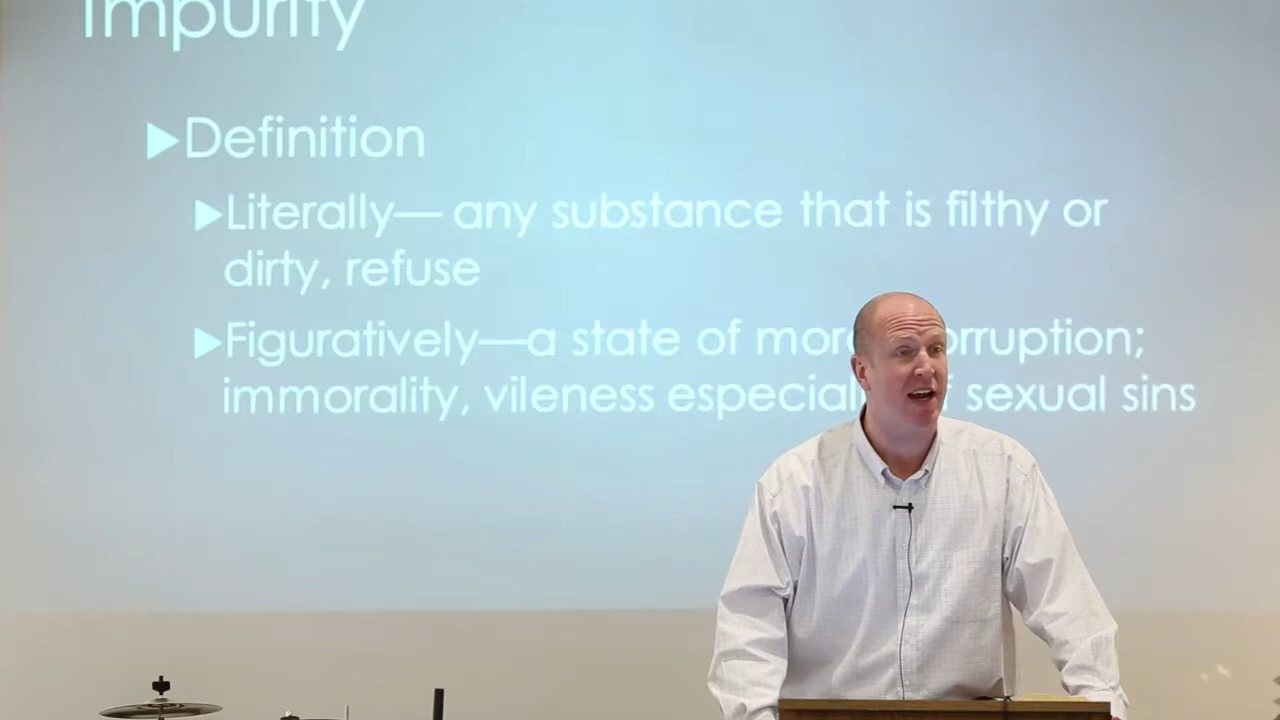 Impurity
▶Definition
▶Literally— any substance that is filthy or
dirty, refuse
▶Figuratively—a state of
immorality, vileness sexual sins